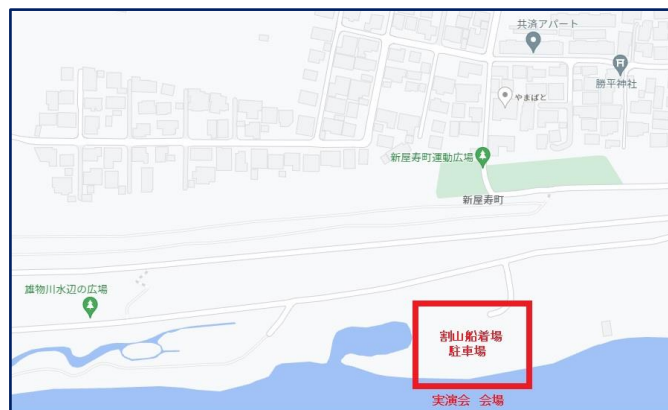 共済アパート
勝平神社
やまばと
新屋寿町運動広場
新屋寿町
雄物川水辺の広場
割山船着場
駐車場
実演会 会場